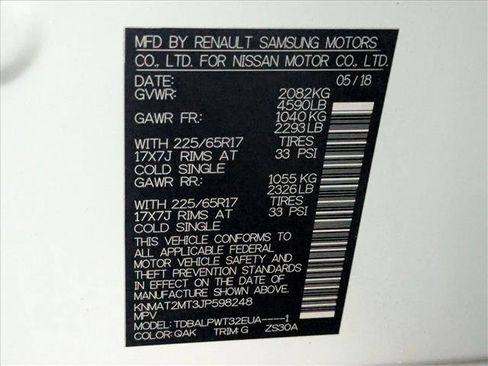 MFD BY RENAULT SAMSUNG MOTORS
CO., LTD. FOR NISSAN MOTOR CO., LTD.
DATE: 05/18
GVWR: 2082KG
4590LB
GAWR FR: 1040 KG
2293 LB
WITH 225/65R17 TIRES
17X7J RIMS AT 33 PSI
COLD SINGLE
GAWR RR: 1055 KG
2326LB
WITH 225/65R17 TIRES
17X7J RIMS AT 33 PSI
COLD SINGLE
THIS VEHICLE CONFORMS TO
ALL APPLICABLE FEDERAL
MOTOR VEHICLE SAFETY AND
THEFT PREVENTION STANDARDS
IN EFFECT ON THE DATE OF
MANUFACTURE SHOWN ABOVE.
KNMAT2MT3JP598248
MPV
MODEL: TDBALPWT32EUA----1
COLOR: QAK TRIM: G ZS30A